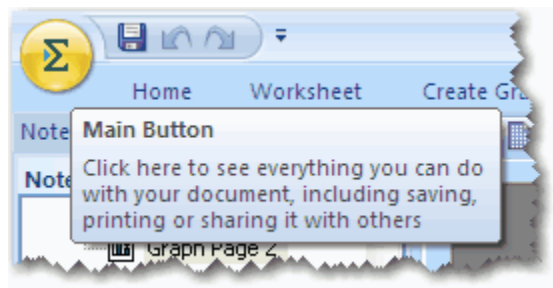 Σ
Home Worksheet Create Gra
Note
Main Button
Click here to see everything you can do
with your document, including saving,
printing or sharing it with others
Note
Graph Page 2